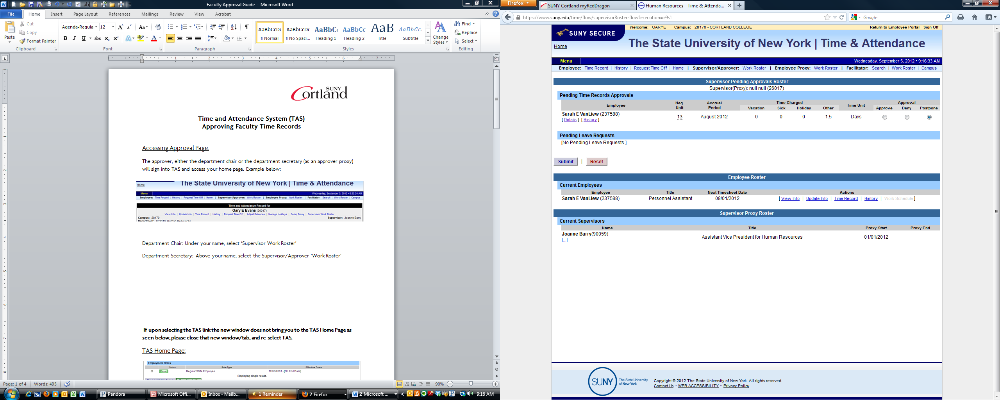 Faculty Approval Guide - Microsoft Word
File Home Insert Page Layout References Mailings Review View Acrobat
Paste
Cut
Copy
Format Painter
Clipboard
Agenda-Regula 12
Font
Paragraph
AaBbCcDc AaBbCcDc AaBbC AaBbCc AaB AaBbCc.
¶ Normal ¶ No Spaci... Heading 1 Heading 2 Title Subtitle
Styles
Change Styles
Find
Replace
Select
Editing
SUNY
Cortland
Time and Attendance System (TAS)
Approving Faculty Time Records
Accessing Approval Page:
The approver, either the department chair or the department secretary (as an approver proxy)
will sign into TAS and access your home page. Example below:
Home
The State University of New York | Time & Attendance
Menu Wednesday, September 5, 2012 • 8:55:24 AM
Employee: Time Record | History | Request Time Off | Home | Supervisor/Approver: Work Roster | Employee Proxy: Work Roster | Facilitator: Search | Work Roster | Campus
Time and Attendance Record for
Gary E Evans (26017)
View Info | Update Info | Time Record | History | Request Time Off | Adjust Balances | Manage Holidays | Setup Proxy | Supervisor Work Roster
Campus: 28170 Supervisor: Joanne Barry
Department: 853010: Human Resources
Department Chair: Under your name, select ‘Supervisor Work Roster’
Department Secretary: Above your name, select the Supervisor/Approver ‘Work Roster’
If upon selecting the TAS link the new window does not bring you to the TAS Home Page as
seen below, please close that new window/tab, and re-select TAS.
TAS Home Page:
Employment Roles
Status Role Type Effective Dates
Current Regular State Employee 12/06/2001 - [No End Date]
Displaying single result.
Page: 1 of 4 Words: 495 90%
Pandora Microsoft Offi... Inbox - Mailb... 1 Reminder 2 Firefox 2 Microsoft ... 9:16 AM
Firefox
SUNY Cortland myRedDragon
Human Resources - Time & Attenda...
https://www.suny.edu/time/flow/supervisorRoster-flow?execution=e9s1
Google
SUNY SECURE
Welcome: GARYE Campus: 28170 - CORTLAND COLLEGE
Return to Employee Portal Sign Off
Home
The State University of New York | Time & Attendance
Menu Wednesday, September 5, 2012 • 9:16:33 AM
Employee: Time Record | History | Request Time Off | Home | Supervisor/Approver: Work Roster | Employee Proxy: Work Roster | Facilitator: Search | Work Roster | Campus
Supervisor Pending Approvals Roster
Supervisor(Proxy): null null (26017)
Pending Time Records Approvals
Employee Neg. Unit Accrual Period Time Charged Time Unit Approval
Vacation Sick Holiday Other Approve Deny Postpone
Sarah E VanLiew (237588) 13 August 2012 0 0 0 1.5 Days
[ Details ] [ History ]
Pending Leave Requests
[No Pending Leave Requests.]
Submit | Reset
Employee Roster
Current Employees
Employee Title Next Timesheet Date Actions
Sarah E VanLiew (237588) Personnel Assistant 08/01/2012 [ View Info | Update Info | Time Record | History | Work Schedule ]
Supervisor Proxy Roster
Current Supervisors
Name Title Proxy Start Proxy End
Joanne Barry(90059) Assistant Vice President for Human Resources 01/01/2012
[...]
SUNY The State University of New York
Copyright © 2012 The State University of New York. All rights reserved.
Contact Us :: WEB ACCESSIBILITY :: Privacy Policy